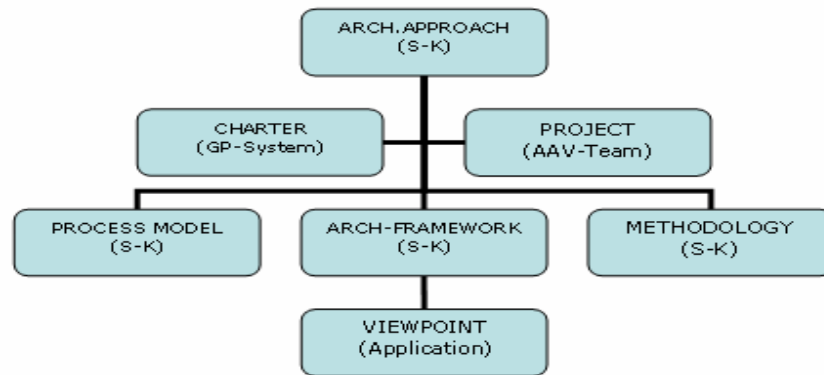 ARCH.APPROACH
(S-K)
CHARTER
(GP-System)
PROJECT
(AAV-Team)
PROCESS MODEL
(S-K)
ARCH-FRAMEWORK
(S-K)
METHODOLOGY
(S-K)
VIEWPOINT
(Application)